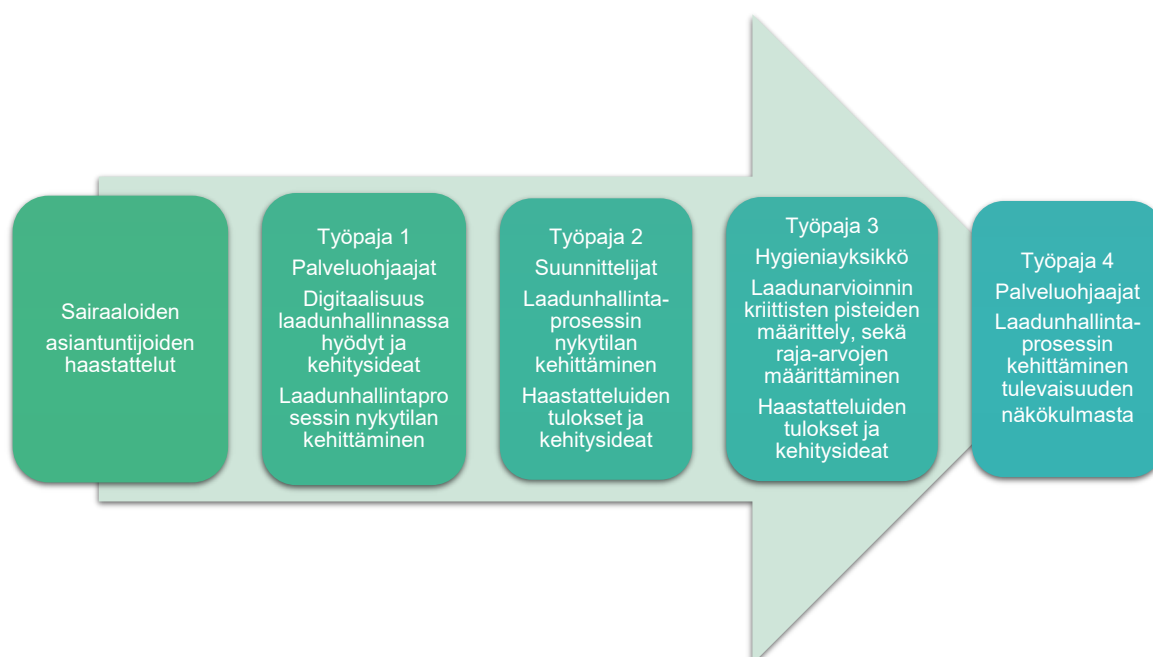 Sairaaloiden
asiantuntijoiden
haastattelut
Työpaja 1
Palveluohjaajat
Digitaalisuus
laadunhallinnassa
hyödyt ja
kehitysideat
Laadunhallintapro
sessin nykytilan
kehittäminen
Työpaja 2
Suunnittelijat
Laadunhallinta-
prosessin
nykytilan
kehittäminen
Haastatteluiden
tulokset ja
kehitysideat
Työpaja 3
Hygieniayksikkö
Laadunarvioinnin
kriittisten pisteiden
määrittely, sekä
raja-arvojen
määrittäminen
Haastatteluiden
tulokset ja
kehitysideat
Työpaja 4
Palveluohjaajat
Laadunhallinta-
prosessin
kehittäminen
tulevaisuuden
näkökulmasta